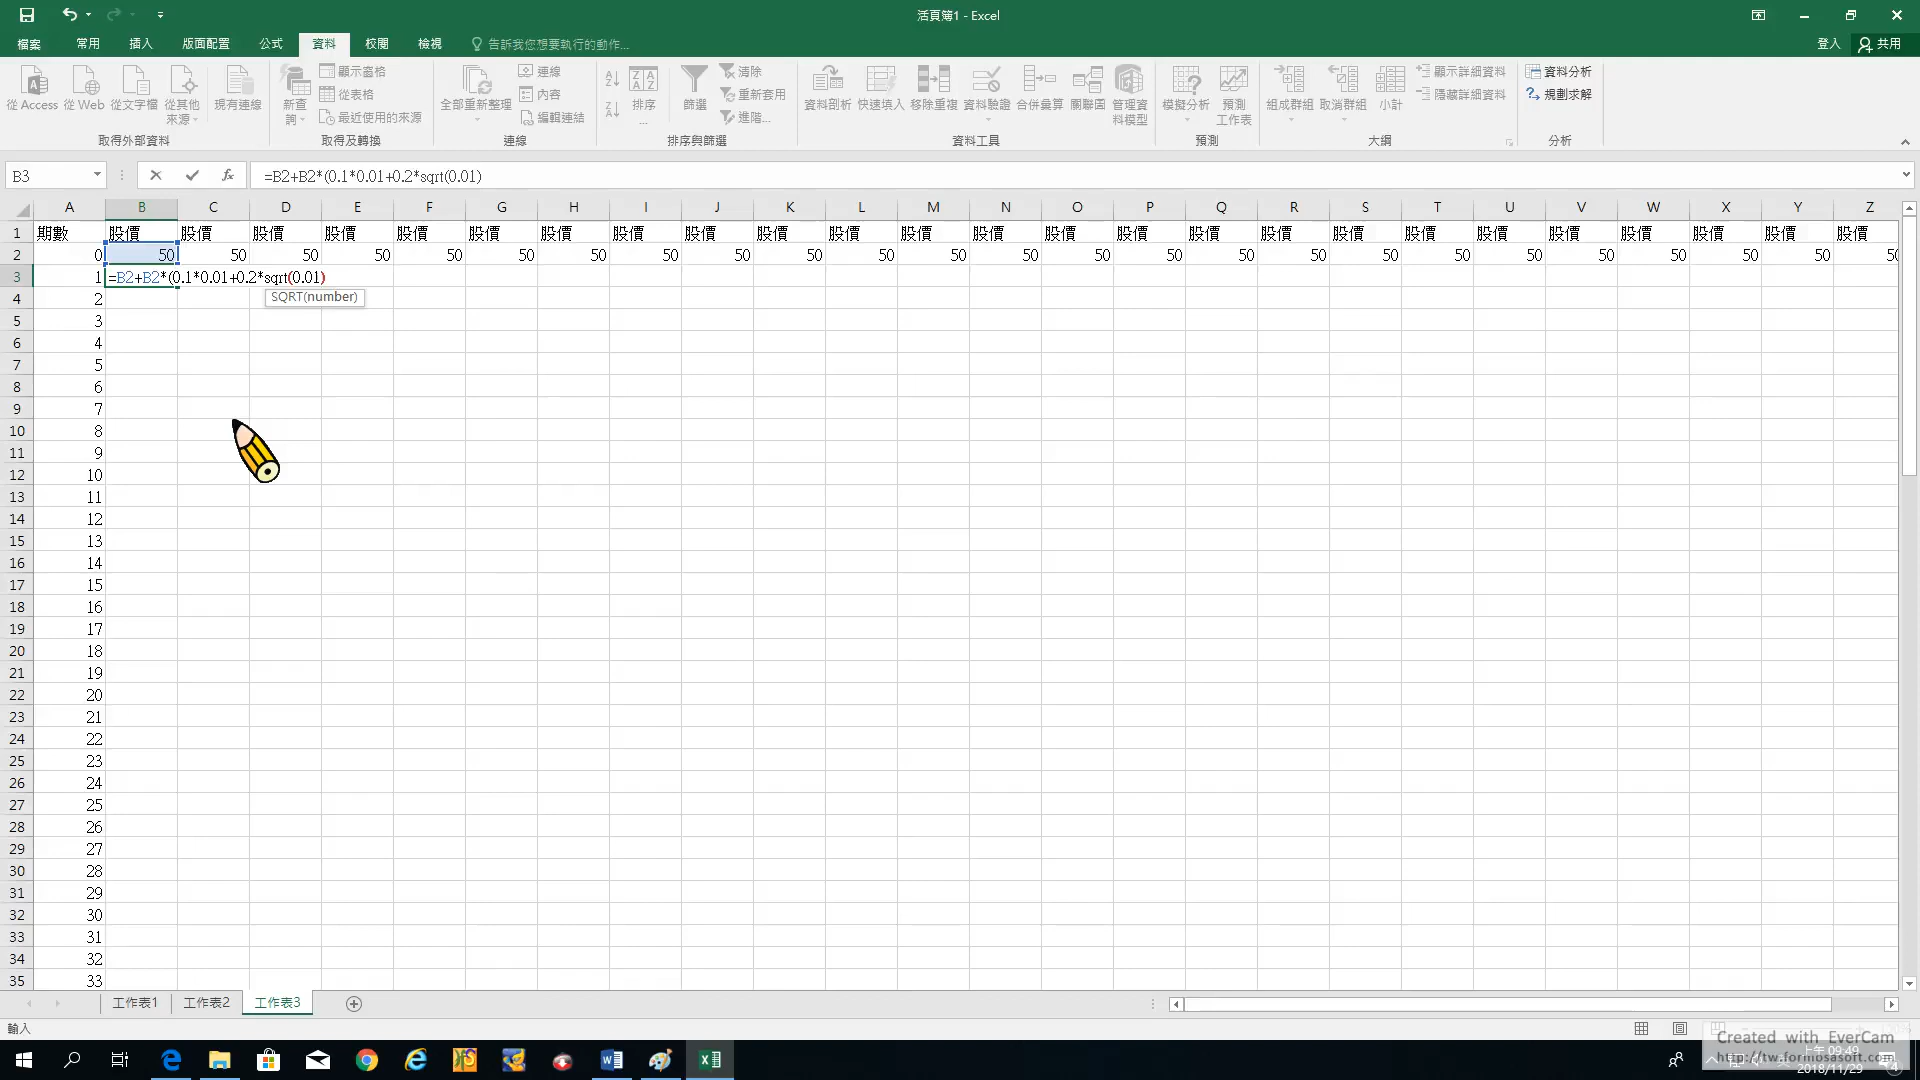 活頁簿1 - Excel
檔案 常用 插入 版面配置 公式 資料 校閱 檢視 告訴我您想要執行的動作... 登入 共用
從 Access 從 Web 從文字檔 從其他來源 現有連線
取得外部資料
新查詢 顯示窗格
從表格
最近使用的來源
取得及轉換
全部重新整理 連線
內容
編輯連結
連線
排序... 篩選 清除
重新套用
進階...
排序與篩選
資料剖析 快速填入 移除重複 資料驗證 合併彙算 關聯圖 管理資料模型
資料工具
模擬分析 預測工作表
預測
組成群組 取消群組 小計 顯示詳細資料
隱藏詳細資料
大綱
資料分析
規劃求解
分析
B3 fx =B2+B2*(0.1*0.01+0.2*sqrt(0.01)
A B C D E F G H I J K L M N O P Q R S T U V W X Y Z
1 期數 股價 股價 股價 股價 股價 股價 股價 股價 股價 股價 股價 股價 股價 股價 股價 股價 股價 股價 股價 股價 股價 股價 股價 股價 股價
2 0 50 50 50 50 50 50 50 50 50 50 50 50 50 50 50 50 50 50 50 50 50 50 50 50 50
3 1 =B2+B2*(0.1*0.01+0.2*sqrt(0.01)
SQRT(number)
4 2
5 3
6 4
7 5
8 6
9 7
10 8
11 9
12 10
13 11
14 12
15 13
16 14
17 15
18 16
19 17
20 18
21 19
22 20
23 21
24 22
25 23
26 24
27 25
28 26
29 27
30 28
31 29
32 30
33 31
34 32
35 33
工作表1 工作表2 工作表3
輸入
Created with EverCam
http://tw.formosasoft.com
上午 09:49
2018/11/29